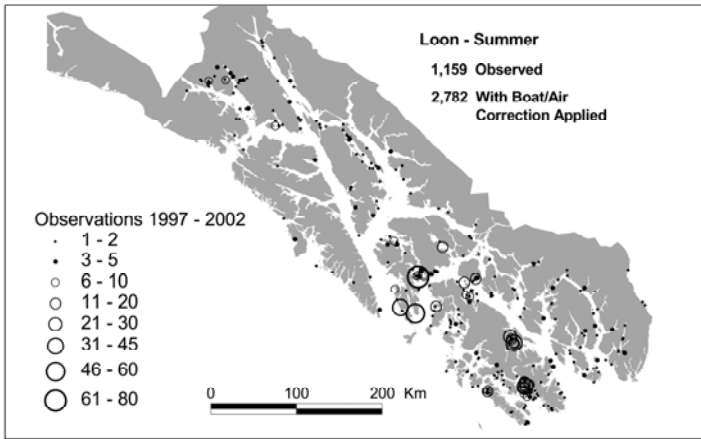 Loon - Summer
1,159 Observed
2,782 With Boat/Air
Correction Applied
Observations 1997 - 2002
1 - 2
3 - 5
6 - 10
11 - 20
21 - 30
31 - 45
46 - 60
61 - 80
0 100 200 Km